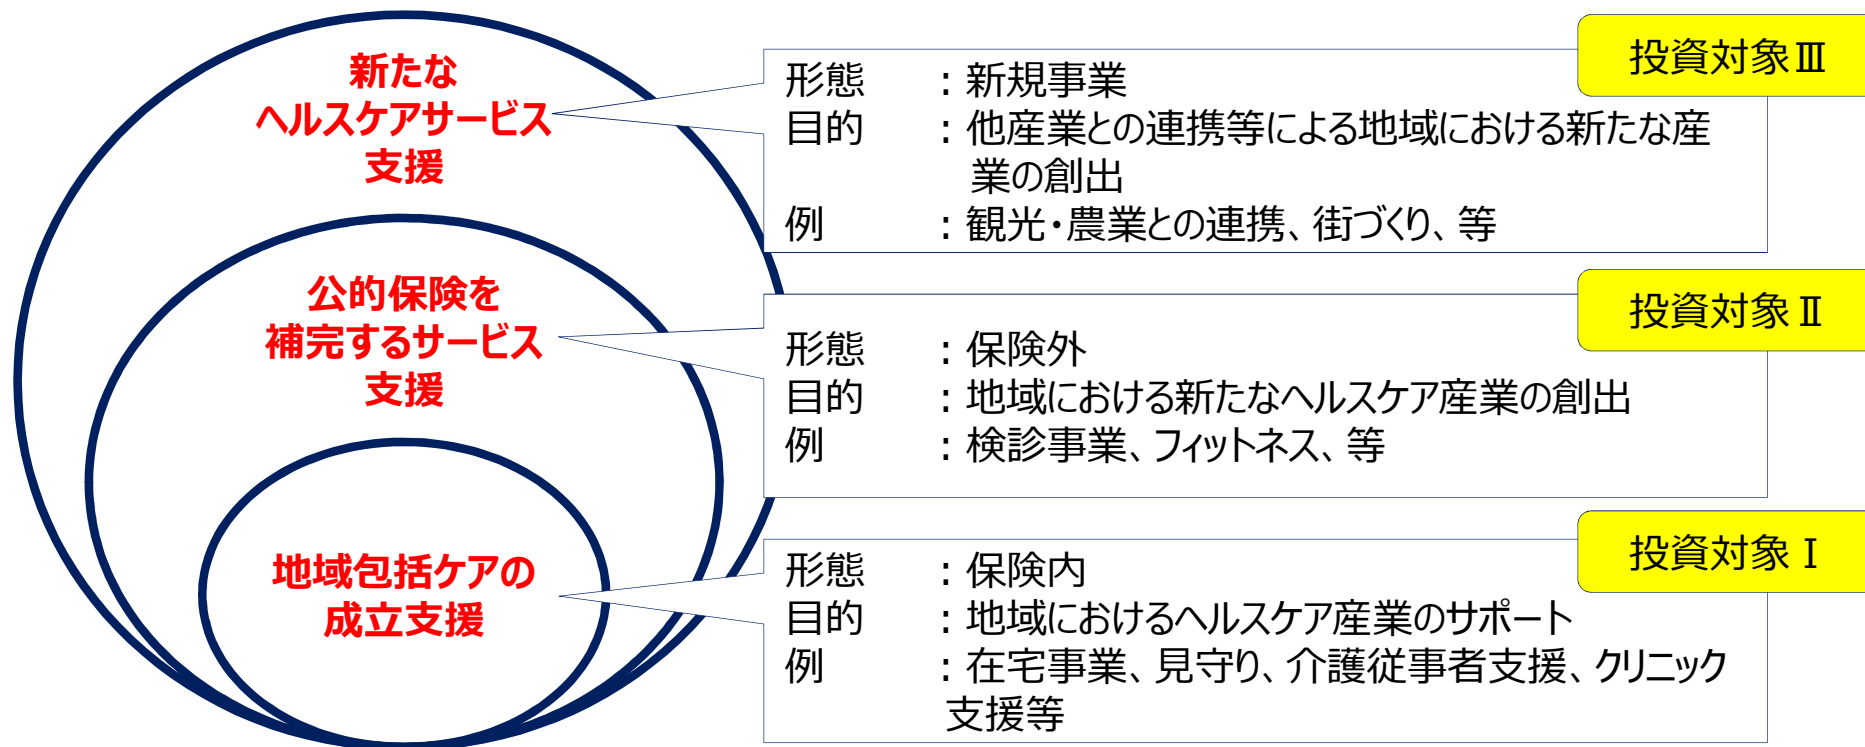 新たな
ヘルスケアサービス
支援
投資対象Ⅲ
形態　：新規事業
目的　：他産業との連携等による地域における新たな産
業の創出
例　：観光・農業との連携、街づくり、等
公的保険を
補完するサービス
支援
投資対象Ⅱ
形態　：保険外
目的　：地域における新たなヘルスケア産業の創出
例　：検診事業、フィットネス、等
地域包括ケアの
成立支援
投資対象Ⅰ
形態　：保険内
目的　：地域におけるヘルスケア産業のサポート
例　：在宅事業、見守り、介護従事者支援、クリニック
支援等